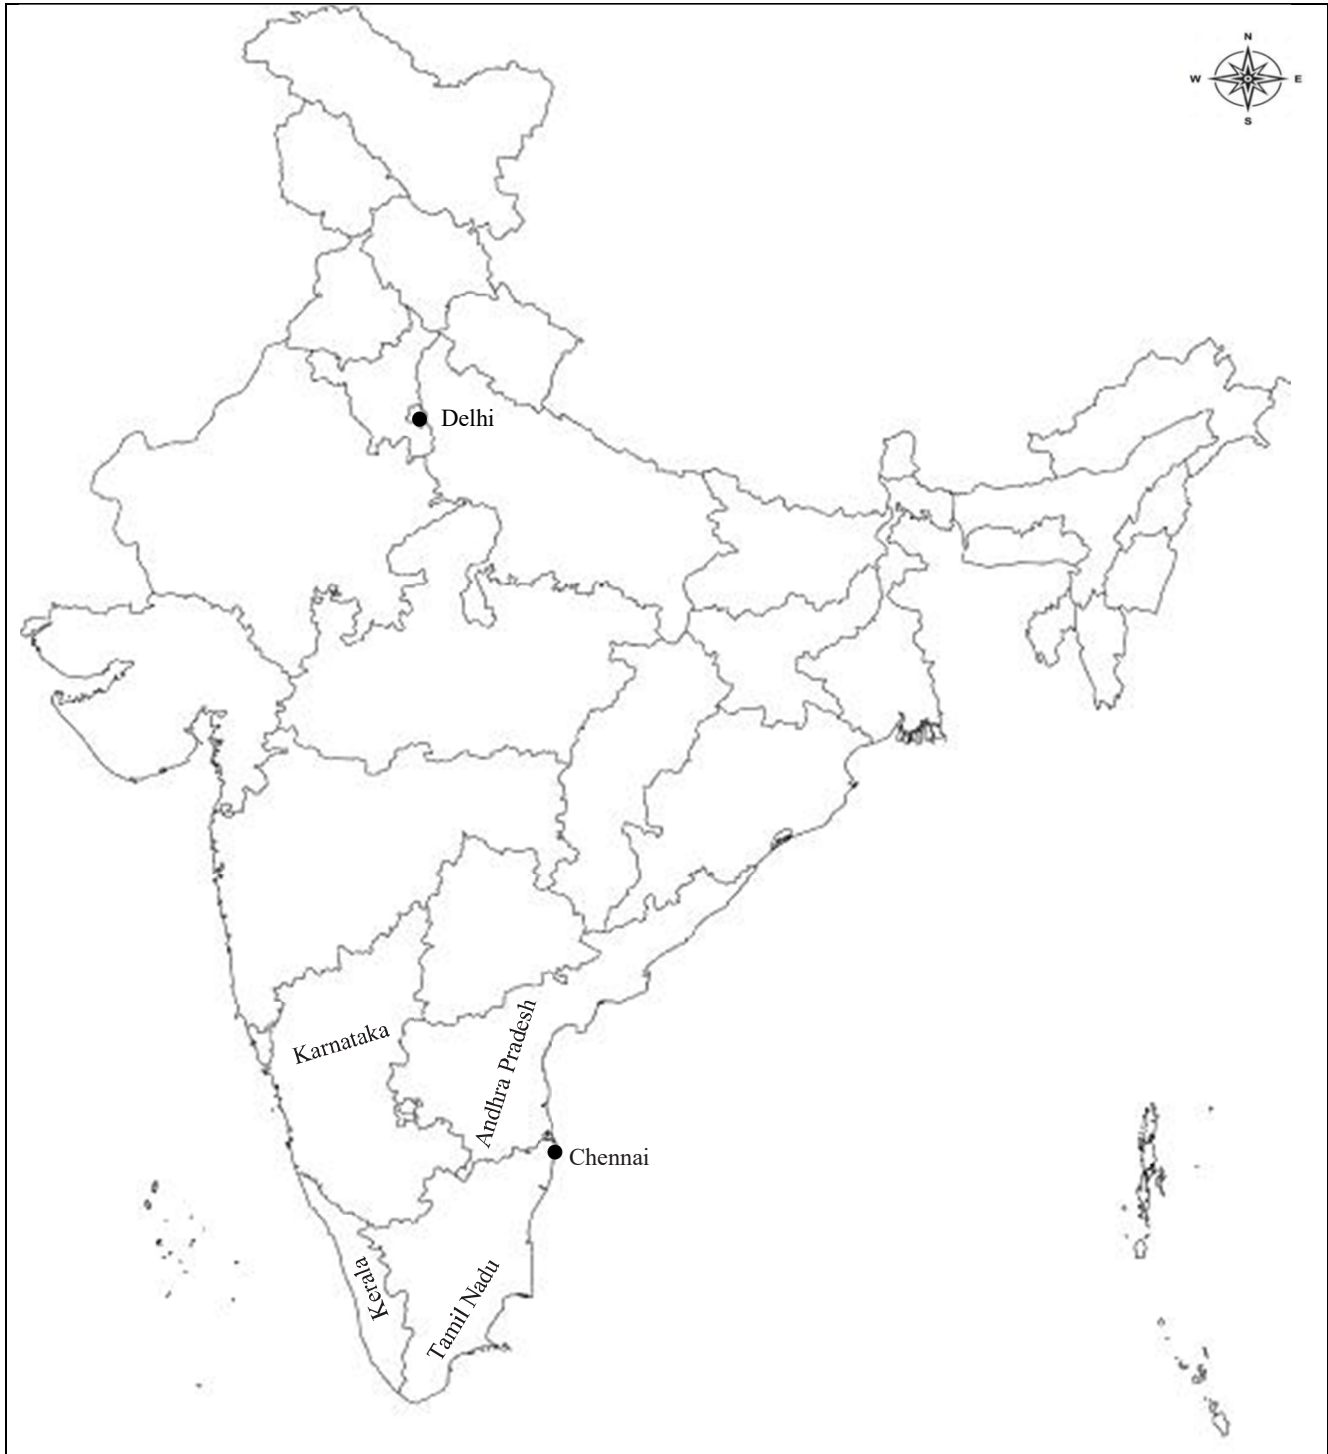 N
W E
S
Delhi
Karnataka
Andhra Pradesh
Chennai
Kerala
Tamil Nadu